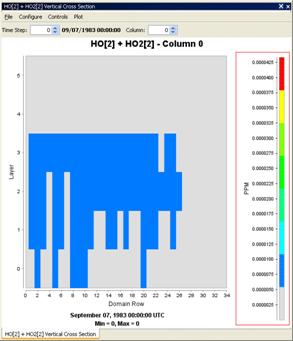 HO[2] + HO2[2] Vertical Cross Section
File Configure Controls Plot
Time Step: 0 09/07/1983 00:00:00 Column: 0
HO[2] + HO2[2] - Column 0
5
4
3
2
1
0
Layer
0 2 4 6 8 10 12 14 16 18 20 22 24 26 28 30 32 34
Domain Row
September 07, 1983 00:00:00 UTC
Min = 0, Max = 0
PPM
0.0000425
0.0000400
0.0000375
0.0000350
0.0000325
0.0000300
0.0000275
0.0000250
0.0000225
0.0000200
0.0000175
0.0000150
0.0000125
0.0000100
0.0000075
0.0000050
0.0000025
HO[2] + HO2[2] Vertical Cross Section